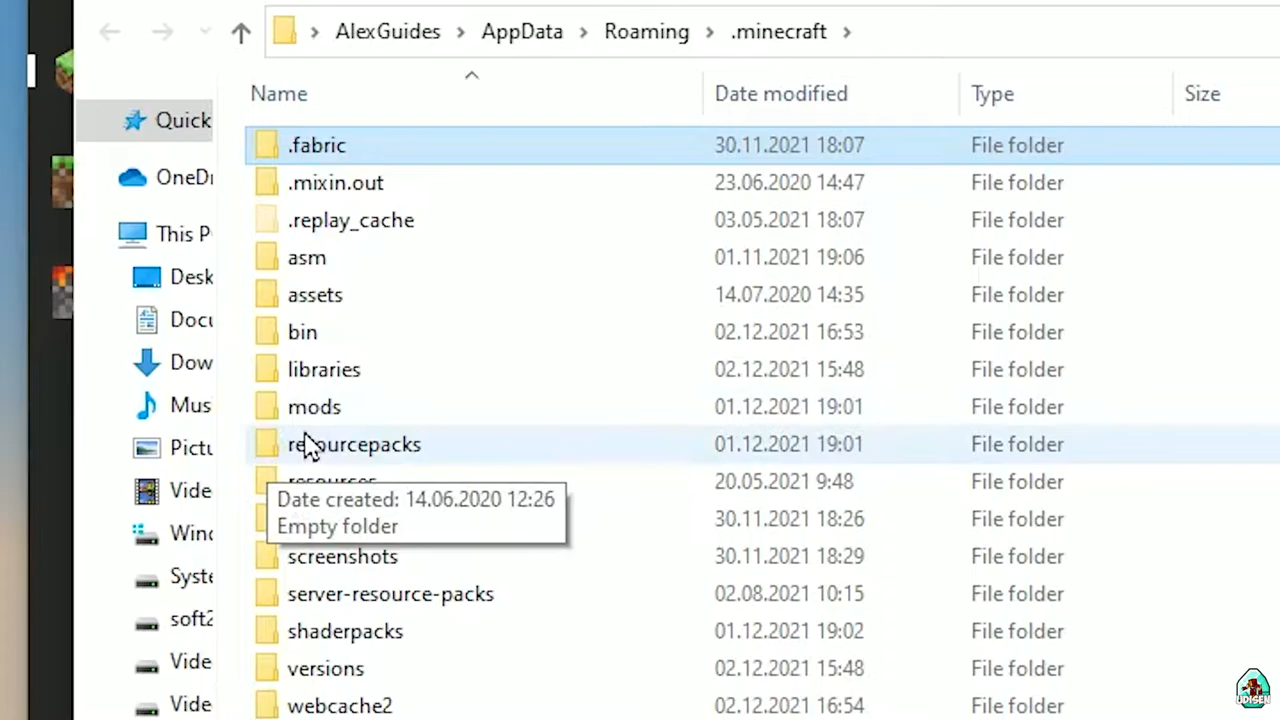 AlexGuides > AppData > Roaming > .minecraft >
Name Date modified Type Size
Quick
OneDr
This P
Desk
Docu
Dow
Mus
Pictu
Vide
Wind
Syste
soft2
Vide
Vide
.fabric 30.11.2021 18:07 File folder
.mixin.out 23.06.2020 14:47 File folder
.replay_cache 03.05.2021 18:07 File folder
asm 01.11.2021 19:06 File folder
assets 14.07.2020 14:35 File folder
bin 02.12.2021 16:53 File folder
libraries 02.12.2021 15:48 File folder
mods 01.12.2021 19:01 File folder
resourcepacks 01.12.2021 19:01 File folder
resources 20.05.2021 9:48 File folder
Date created: 14.06.2020 12:26
Empty folder
30.11.2021 18:26 File folder
screenshots 30.11.2021 18:29 File folder
server-resource-packs 02.08.2021 10:15 File folder
shaderpacks 01.12.2021 19:02 File folder
versions 02.12.2021 15:48 File folder
webcache2 02.12.2021 16:54 File folder
UDISEN